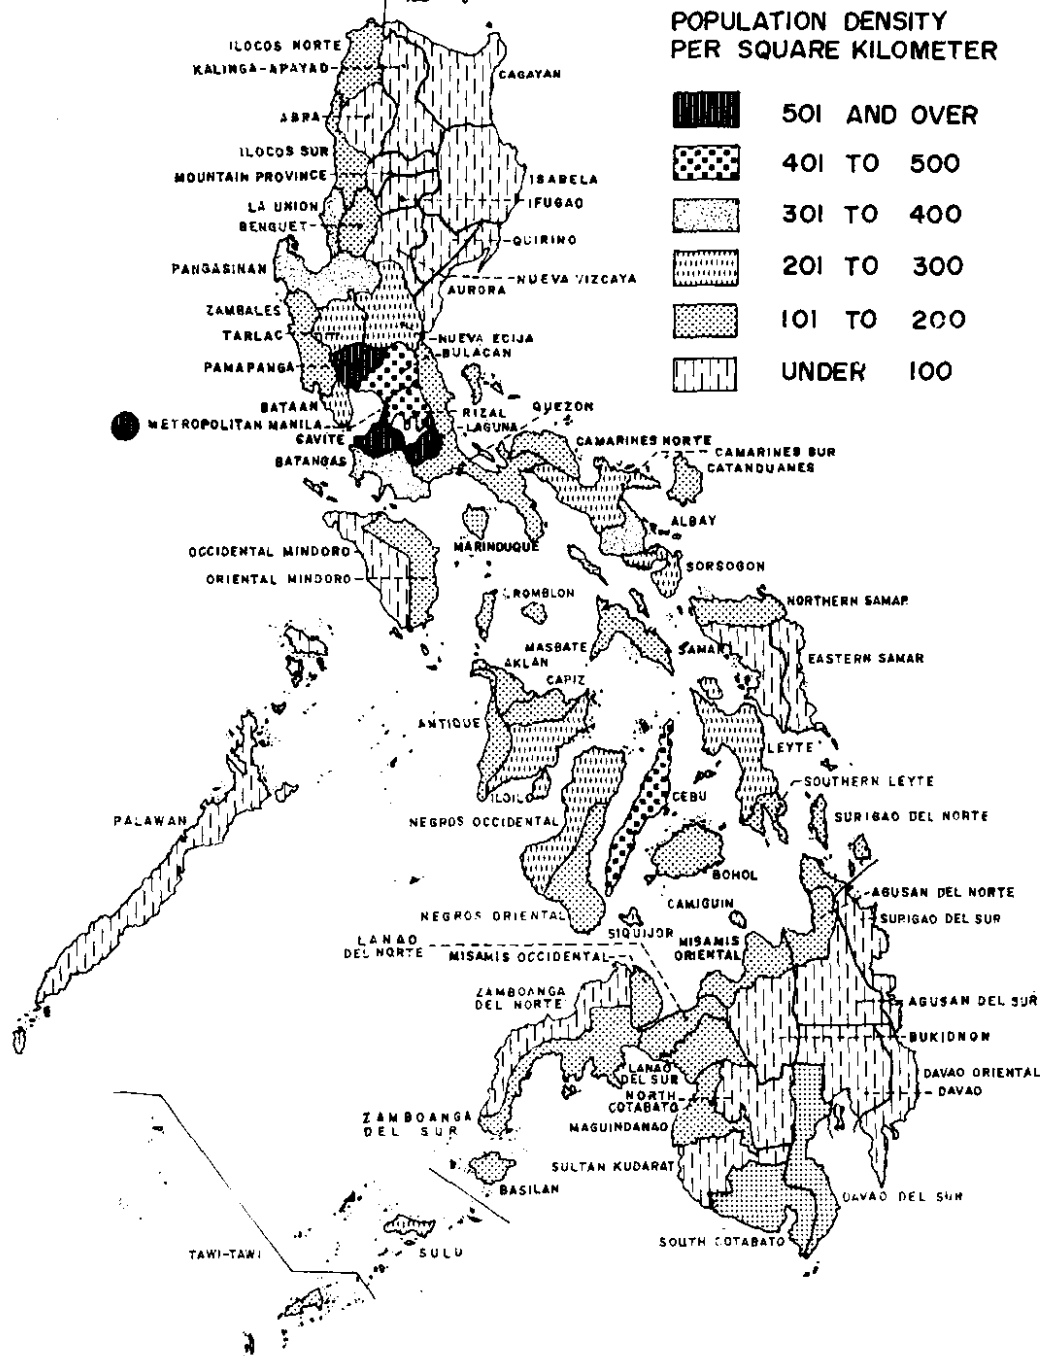 POPULATION DENSITY
PER SQUARE KILOMETER
501 AND OVER
401 TO 500
301 TO 400
201 TO 300
101 TO 200
UNDER 100
ILOCOS NORTE
KALINGA-APAYAO
CAGAYAN
ABRA
ILOCOS SUR
MOUNTAIN PROVINCE
ISABELA
IFUGAO
LA UNION
BENGUET
QUIRINO
PANGASINAN
NUEVA VIZCAYA
AURORA
ZAMBALES
TARLAC
NUEVA ECIJA
BULACAN
PAMAPANGA
BATAAN
METROPOLITAN MANILA
RIZAL
QUEZON
CAVITE
LAGUNA
BATANGAS
CAMARINES NORTE
CAMARINES SUR
CATANDUANES
ALBAY
MARINDUQUE
OCCIDENTAL MINDORO
ORIENTAL MINDORO
SORSOGON
ROMBLON
NORTHERN SAMAR
MASBATE
SAMAR
EASTERN SAMAR
AKLAN
CAPIZ
ANTIQUE
LEYTE
ILOILO
CEBU
SOUTHERN LEYTE
PALAWAN
NEGROS OCCIDENTAL
SURIGAO DEL NORTE
BOHOL
AGUSAN DEL NORTE
CAMIGUIN
NEGROS ORIENTAL
SURIGAO DEL SUR
SIQUIJOR
LANAO
DEL NORTE
MISAMIS
ORIENTAL
MISAMIS OCCIDENTAL
ZAMBOANGA
DEL NORTE
AGUSAN DEL SUR
BUKIDNON
LANAO
DEL SUR
DAVAO ORIENTAL
DAVAO
NORTH
COTABATO
ZAMBOANGA
DEL SUR
MAGUINDANAO
SULTAN KUDARAT
BASILAN
DAVAO DEL SUR
SOUTH COTABATO
TAWI-TAWI
SULU